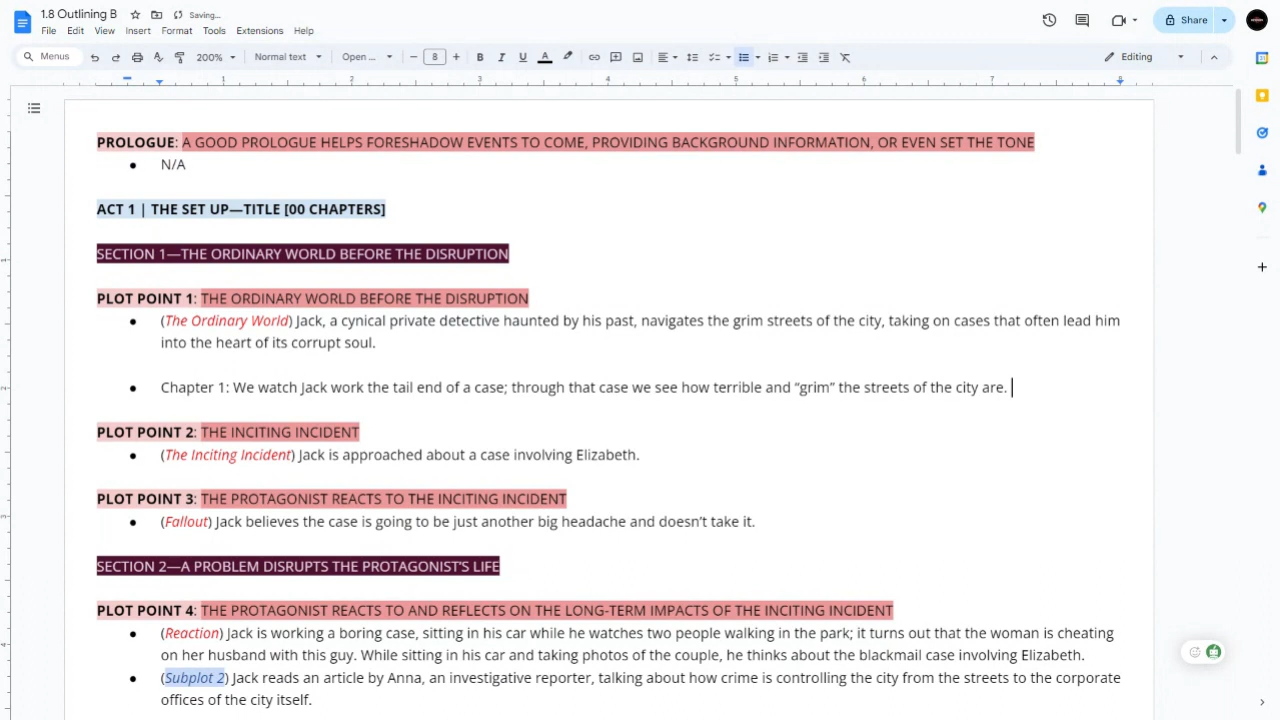 1.8 Outlining B
Saving...
File Edit View Insert Format Tools Extensions Help
Share
Menus
200%
Normal text
Open ...
8
Editing
1 2 3 4 5 6 7 8
PROLOGUE: A GOOD PROLOGUE HELPS FORESHADOW EVENTS TO COME, PROVIDING BACKGROUND INFORMATION, OR EVEN SET THE TONE
● N/A
ACT 1 | THE SET UP—TITLE [00 CHAPTERS]
SECTION 1—THE ORDINARY WORLD BEFORE THE DISRUPTION
PLOT POINT 1: THE ORDINARY WORLD BEFORE THE DISRUPTION
● (The Ordinary World) Jack, a cynical private detective haunted by his past, navigates the grim streets of the city, taking on cases that often lead him
into the heart of its corrupt soul.
● Chapter 1: We watch Jack work the tail end of a case; through that case we see how terrible and “grim” the streets of the city are.
PLOT POINT 2: THE INCITING INCIDENT
● (The Inciting Incident) Jack is approached about a case involving Elizabeth.
PLOT POINT 3: THE PROTAGONIST REACTS TO THE INCITING INCIDENT
● (Fallout) Jack believes the case is going to be just another big headache and doesn’t take it.
SECTION 2—A PROBLEM DISRUPTS THE PROTAGONIST’S LIFE
PLOT POINT 4: THE PROTAGONIST REACTS TO AND REFLECTS ON THE LONG-TERM IMPACTS OF THE INCITING INCIDENT
● (Reaction) Jack is working a boring case, sitting in his car while he watches two people walking in the park; it turns out that the woman is cheating
on her husband with this guy. While sitting in his car and taking photos of the couple, he thinks about the blackmail case involving Elizabeth.
● (Subplot 2) Jack reads an article by Anna, an investigative reporter, talking about how crime is controlling the city from the streets to the corporate
offices of the city itself.